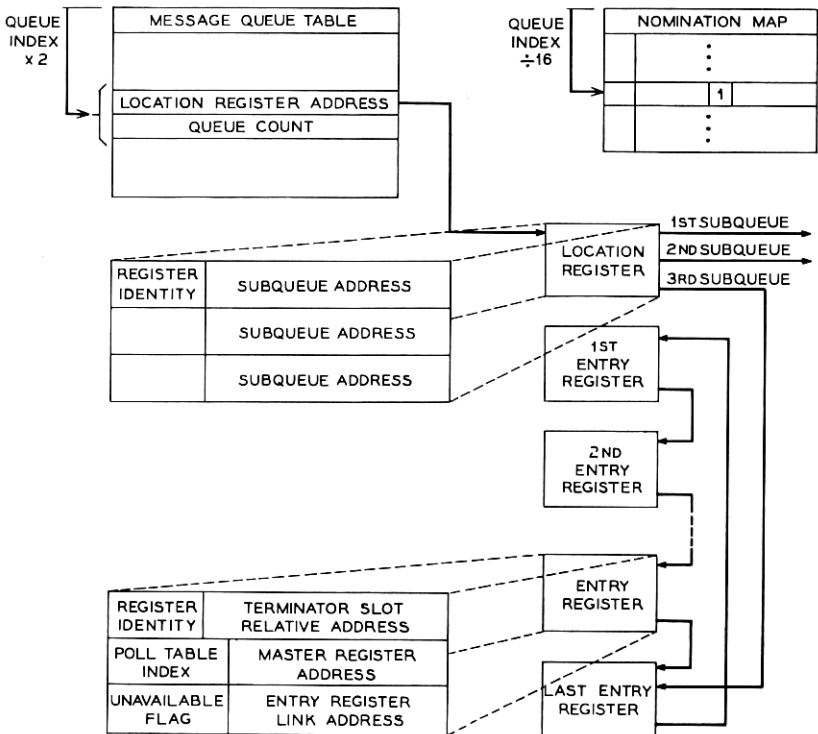 QUEUE
INDEX
x 2
MESSAGE QUEUE TABLE
LOCATION REGISTER ADDRESS
QUEUE COUNT
QUEUE
INDEX
÷16
NOMINATION MAP
1
LOCATION
REGISTER
1ST SUBQUEUE
2ND SUBQUEUE
3RD SUBQUEUE
REGISTER
IDENTITY
SUBQUEUE ADDRESS
SUBQUEUE ADDRESS
SUBQUEUE ADDRESS
1ST
ENTRY
REGISTER
2ND
ENTRY
REGISTER
ENTRY
REGISTER
LAST ENTRY
REGISTER
REGISTER
IDENTITY
TERMINATOR SLOT
RELATIVE ADDRESS
POLL TABLE
INDEX
MASTER REGISTER
ADDRESS
UNAVAILABLE
FLAG
ENTRY REGISTER
LINK ADDRESS